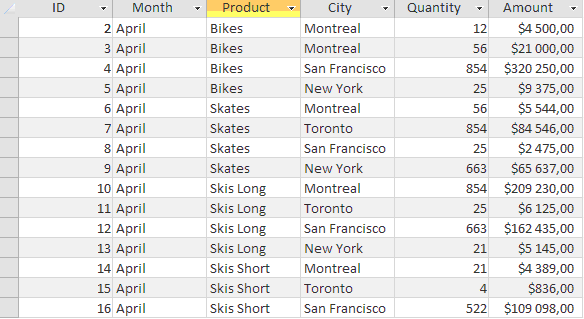 ID Month Product City Quantity Amount
2 April Bikes Montreal 12 $4 500,00
3 April Bikes Montreal 56 $21 000,00
4 April Bikes San Francisco 854 $320 250,00
5 April Bikes New York 25 $9 375,00
6 April Skates Montreal 56 $5 544,00
7 April Skates Toronto 854 $84 546,00
8 April Skates San Francisco 25 $2 475,00
9 April Skates New York 663 $65 637,00
10 April Skis Long Montreal 854 $209 230,00
11 April Skis Long Toronto 25 $6 125,00
12 April Skis Long San Francisco 663 $162 435,00
13 April Skis Long New York 21 $5 145,00
14 April Skis Short Montreal 21 $4 389,00
15 April Skis Short Toronto 4 $836,00
16 April Skis Short San Francisco 522 $109 098,00